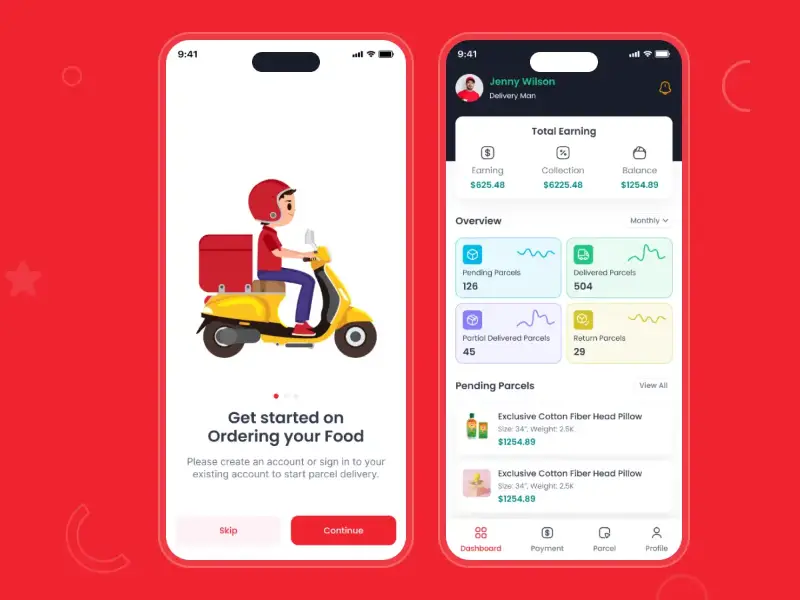 9:41
Get started on
Ordering your Food
Please create an account or sign in to your
existing account to start parcel delivery.
Skip
Continue
9:41
Jenny Wilson
Delivery Man
Total Earning
Earning
Collection
Balance
$625.48
$6225.48
$1254.89
Overview
Monthly
Pending Parcels
126
Delivered Parcels
504
Partial Delivered Parcels
45
Return Parcels
29
Pending Parcels
View All
Exclusive Cotton Fiber Head Pillow
Size: 34", Weight: 2.5K
$1254.89
Exclusive Cotton Fiber Head Pillow
Size: 34", Weight: 2.5K
$1254.89
Dashboard
Payment
Parcel
Profile